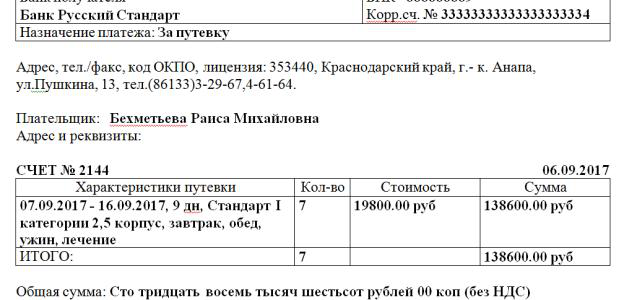 Банк Русский Стандарт
Корр.сч. № 33333333333333333334
Назначение платежа: За путевку
Адрес, тел./факс, код ОКПО, лицензия: 353440, Краснодарский край, г.- к. Анапа,
ул.Пушкина, 13, тел.(86133)3-29-67,4-61-64.
Плательщик: Бехметьева Раиса Михайловна
Адрес и реквизиты:
СЧЕТ № 2144 06.09.2017
Характеристики путевки Кол-во Стоимость Сумма
07.09.2017 - 16.09.2017, 9 дн, Стандарт I 7 19800.00 руб 138600.00 руб
категории 2,5 корпус, завтрак, обед,
ужин, лечение
ИТОГО: 7 138600.00 руб
Общая сумма: Сто тридцать восемь тысяч шестьсот рублей 00 коп (без НДС)